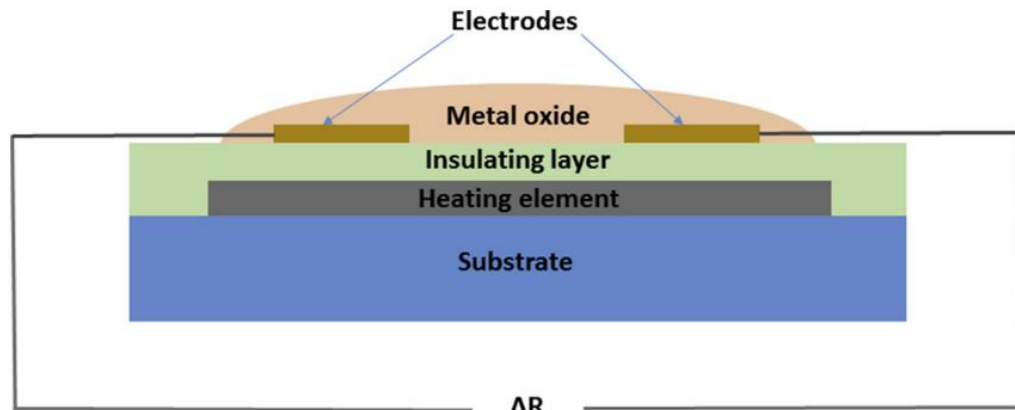 Electrodes
Metal oxide
Insulating layer
Heating element
Substrate